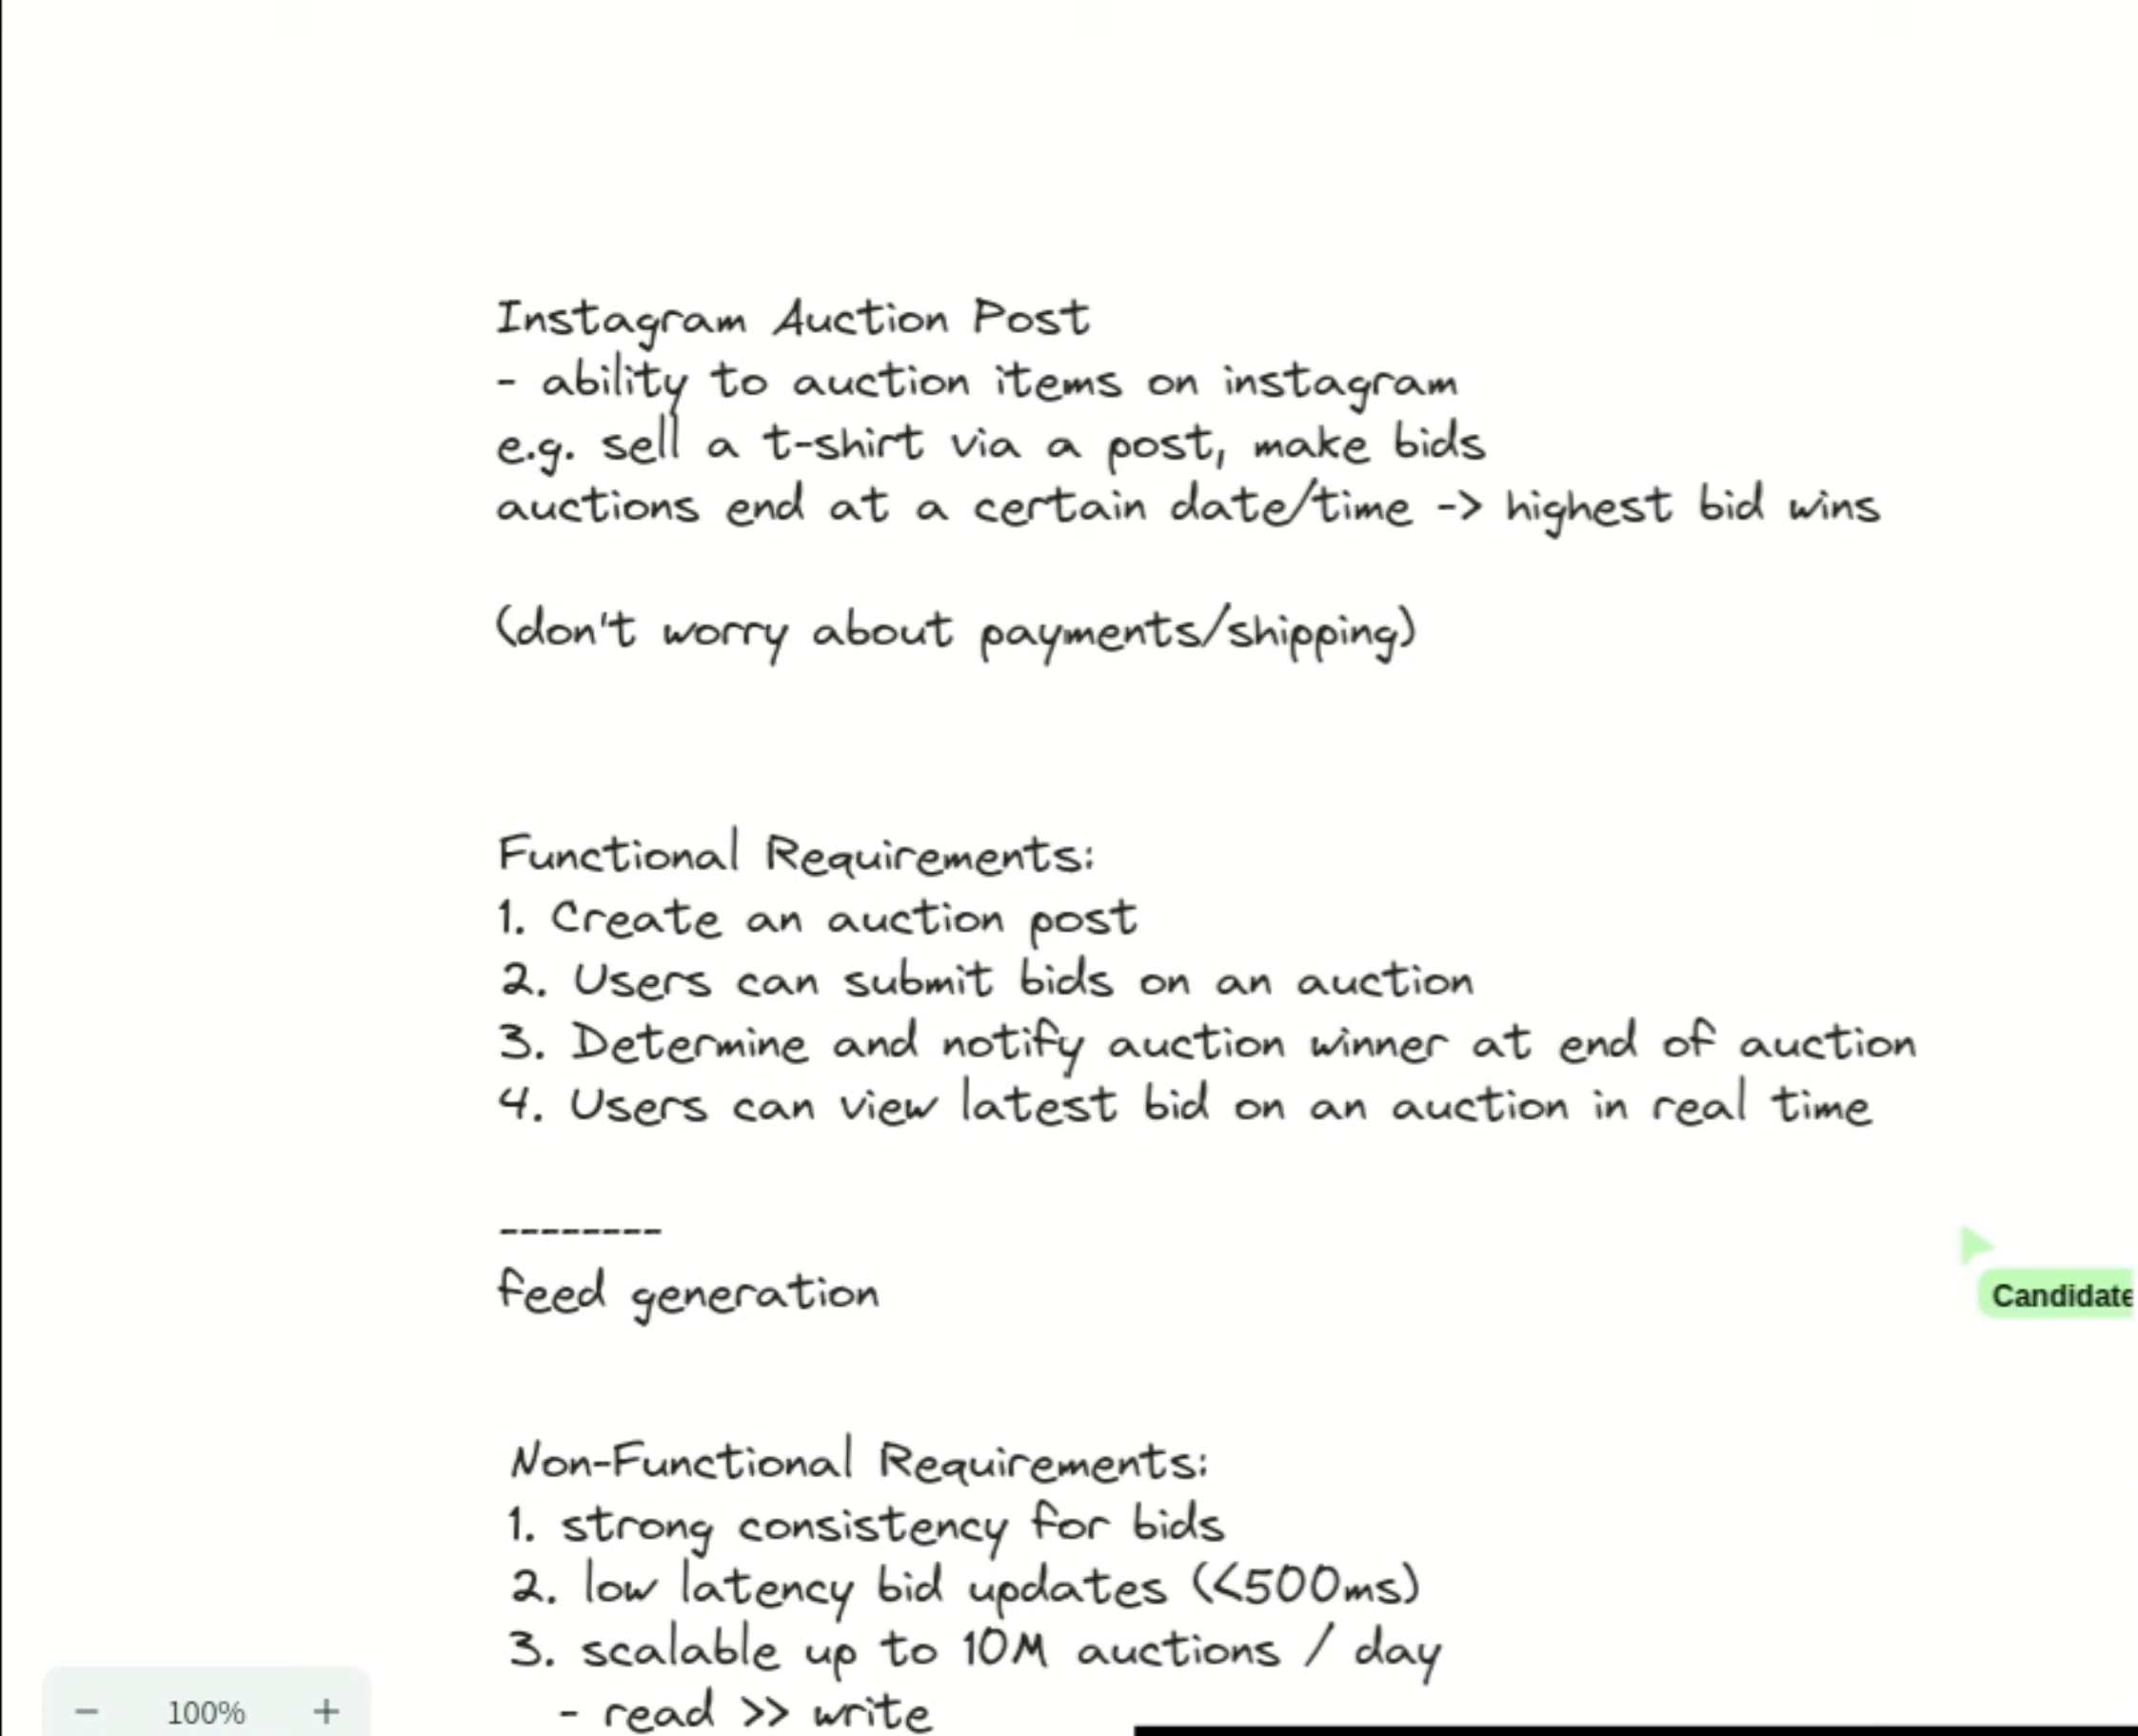 Instagram Auction Post
- ability to auction items on instagram
e.g. sell a t-shirt via a post, make bids
auctions end at a certain date/time -> highest bid wins
(don't worry about payments/shipping)
Functional Requirements:
1. Create an auction post
2. Users can submit bids on an auction
3. Determine and notify auction winner at end of auction
4. Users can view latest bid on an auction in real time
--------
feed generation
Candidate
Non-Functional Requirements:
1. strong consistency for bids
2. low latency bid updates (<500ms)
3. scalable up to 10M auctions / day
- read >> write
− 100% +